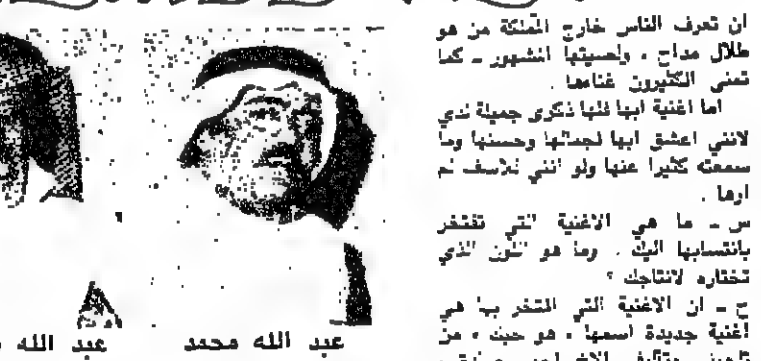 ان تعرف الناس خارج المملكة من هو
طلال مداح ، ولحسيتها المشهور ـ كما
تمنى الكثيرون غناءها .
اما اغنية ابها فلها ذكرى جميلة لدي
لانني اعشق ابها لجمالها وحسنها وما
سمعته كثيرا عنها ولو انني للاسف لم
ارها .
س ـ ما هي الاغنية التي تفتخر
بانتسابها اليك . وما هو اللون الذي
تختاره لانتاجك ؟
ج ـ ان الاغنية التي افتخر بها هي
اغنية جديدة اسمها ، هو حبك ، من
عبد الله محمد
عبد الله